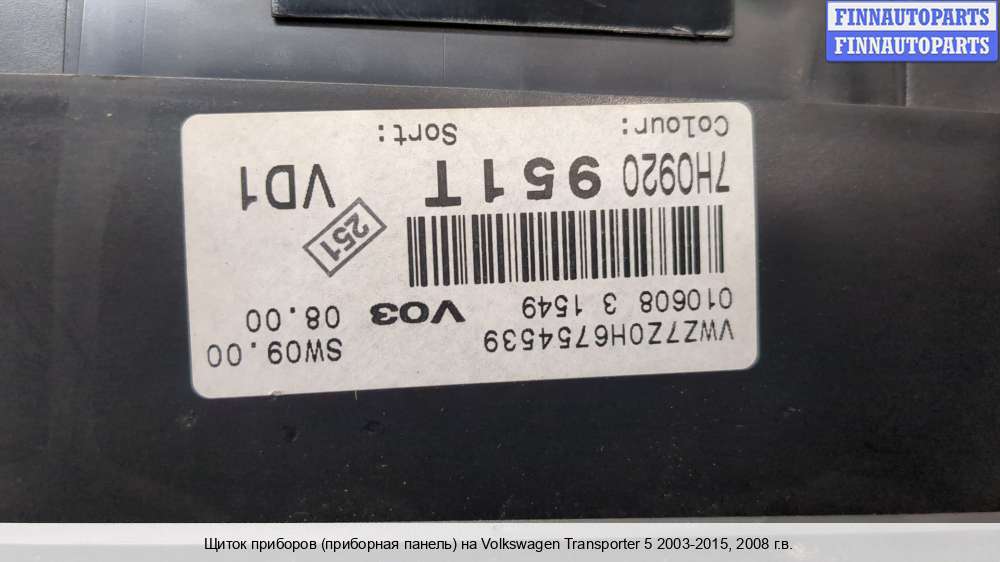 FINNAUTOPARTS
FINNAUTOPARTS
VWZ7Z0H6754539 SW09.00
010608 3 1549 V03 08.00
251
7H0920 951T VD1
Colour: Sort:
Щиток приборов (приборная панель) на Volkswagen Transporter 5 2003-2015, 2008 г.в.